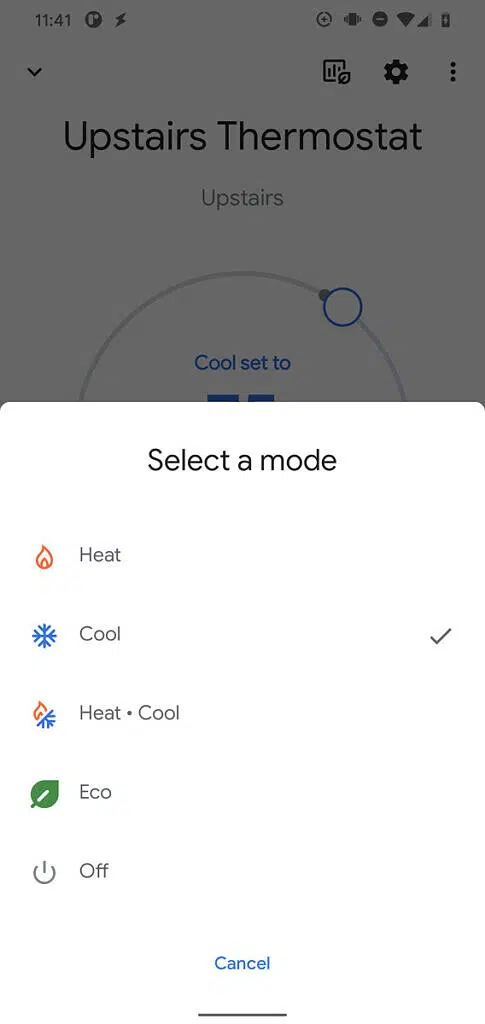 11:41
Upstairs Thermostat
Upstairs
Cool set to
Select a mode
Heat
Cool
Heat • Cool
Eco
Off
Cancel